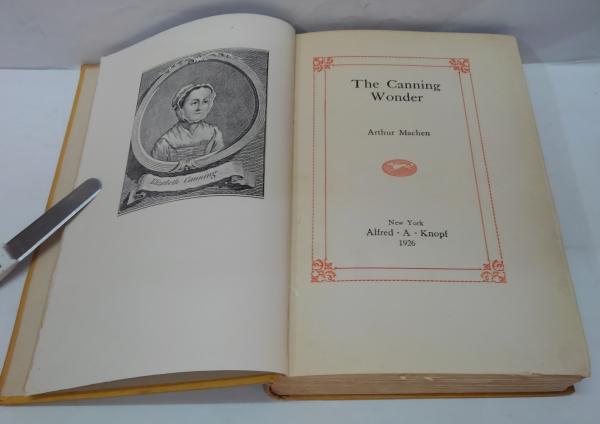 Elizabeth Canning
The Canning
Wonder
Arthur Machen
New York
Alfred · A · Knopf
1926